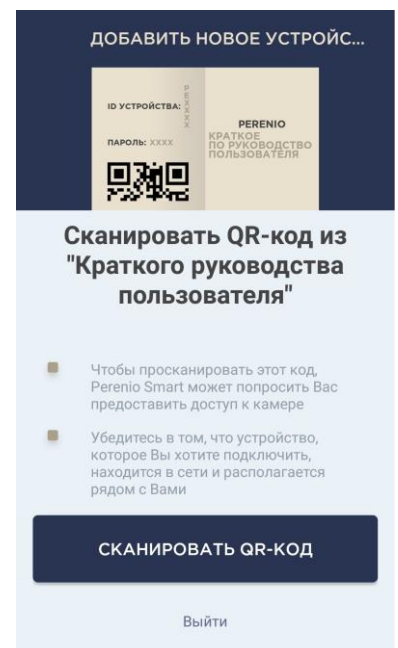 ДОБАВИТЬ НОВОЕ УСТРОЙС...
ID УСТРОЙСТВА:
PEXXXX
ПАРОЛЬ: XXXX
PERENIO
КРАТКОЕ
ПО РУКОВОДСТВО
ПОЛЬЗОВАТЕЛЯ
Сканировать QR-код из
"Краткого руководства
пользователя"
Чтобы просканировать этот код,
Perenio Smart может попросить Вас
предоставить доступ к камере
Убедитесь в том, что устройство,
которое Вы хотите подключить,
находится в сети и располагается
рядом с Вами
СКАНИРОВАТЬ QR-КОД
Выйти